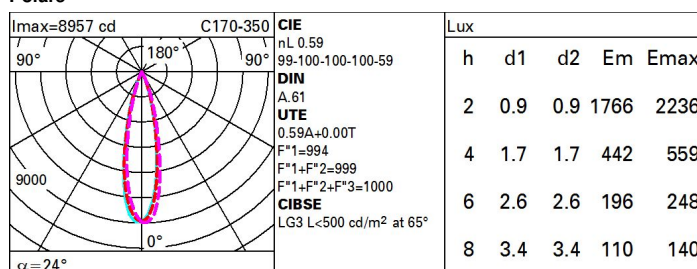 Imax=8957 cd C170-350
90° 180° 90°
9000
0°
α=24°
CIE
nL 0.59
99-100-100-100-59
DIN
A.61
UTE
0.59A+0.00T
F"1=994
F"1+F"2=999
F"1+F"2+F"3=1000
CIBSE
LG3 L<500 cd/m² at 65°
Lux
h d1 d2 Em Emax
2 0.9 0.9 1766 2236
4 1.7 1.7 442 559
6 2.6 2.6 196 248
8 3.4 3.4 110 140